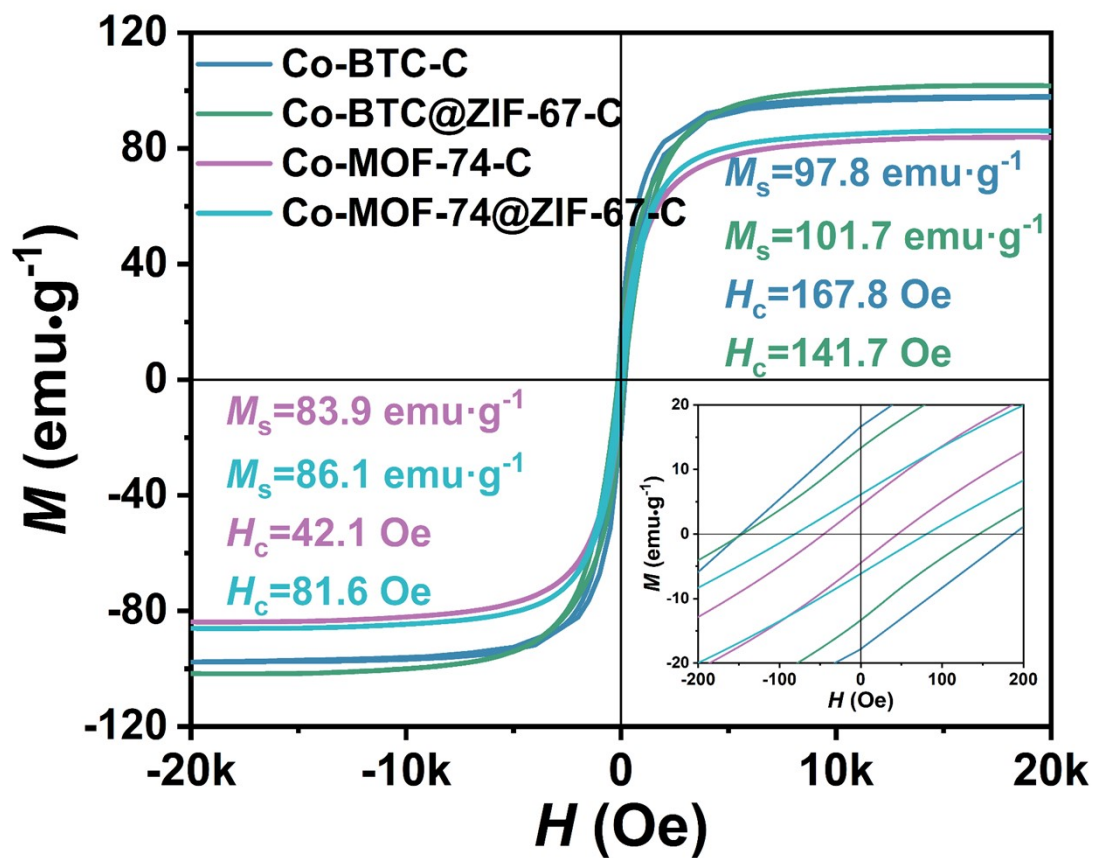 120
80
40
0
-40
-80
-120
M (emu·g⁻¹)
Co-BTC-C
Co-BTC@ZIF-67-C
Co-MOF-74-C
Co-MOF-74@ZIF-67-C
Ms=97.8 emu·g⁻¹
Ms=101.7 emu·g⁻¹
Hc=167.8 Oe
Hc=141.7 Oe
Ms=83.9 emu·g⁻¹
Ms=86.1 emu·g⁻¹
Hc=42.1 Oe
Hc=81.6 Oe
20
10
0
-10
-20
M (emu·g⁻¹)
-200 -100 0 100 200
H (Oe)
-20k -10k 0 10k 20k
H (Oe)